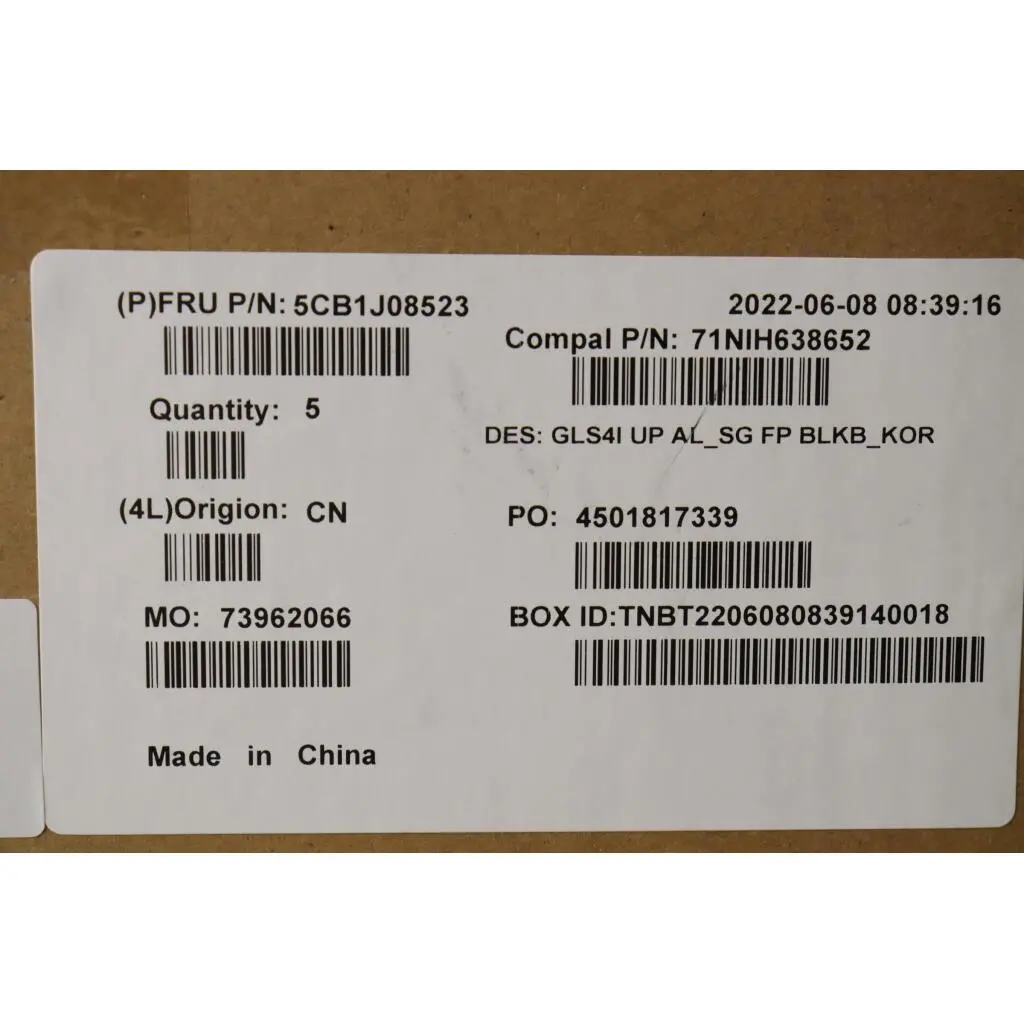 (P)FRU P/N: 5CB1J08523
2022-06-08 08:39:16
Compal P/N: 71NIH638652
Quantity: 5
DES: GLS4I UP AL_SG FP BLKB_KOR
(4L)Origion: CN
PO: 4501817339
MO: 73962066
BOX ID:TNBT2206080839140018
Made in China